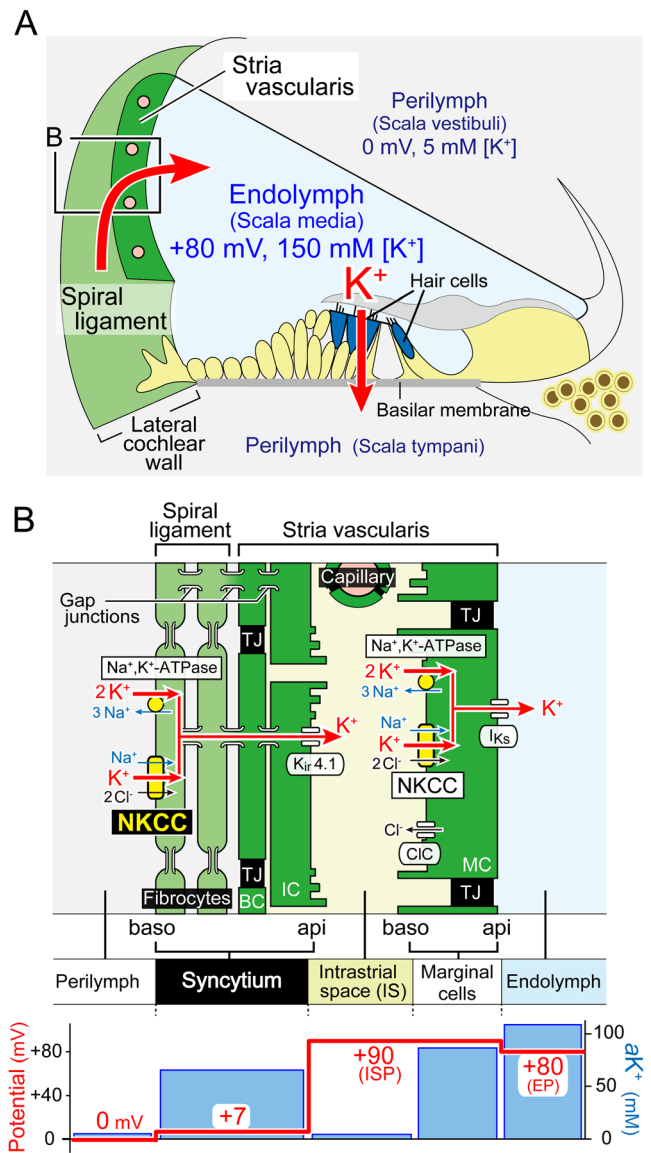 A
Stria
vascularis
B
Perilymph
(Scala vestibuli)
0 mV, 5 mM [K⁺]
Endolymph
(Scala media)
+80 mV, 150 mM [K⁺]
K⁺
Hair cells
Spiral
ligament
Basilar membrane
Lateral
cochlear
wall
Perilymph (Scala tympani)
B
Spiral
ligament
Stria vascularis
Capillary
Gap
junctions
TJ
TJ
Na⁺,K⁺-ATPase
Na⁺,K⁺-ATPase
2K⁺
3 Na⁺
2K⁺
3 Na⁺
K⁺
K⁺
Na⁺
K⁺
2Cl⁻
Na⁺
K⁺
2Cl⁻
Kir 4.1
IKs
NKCC
NKCC
Cl⁻
ClC
TJ
IC
MC
TJ
Fibrocytes
BC
baso
api
baso
api
Perilymph
Syncytium
Intrastrial
space (IS)
Marginal
cells
Endolymph
Potential (mV)
+80
+40
0
0 mV
+7
+90
(ISP)
+80
(EP)
100
50
0
aK⁺ (mM)